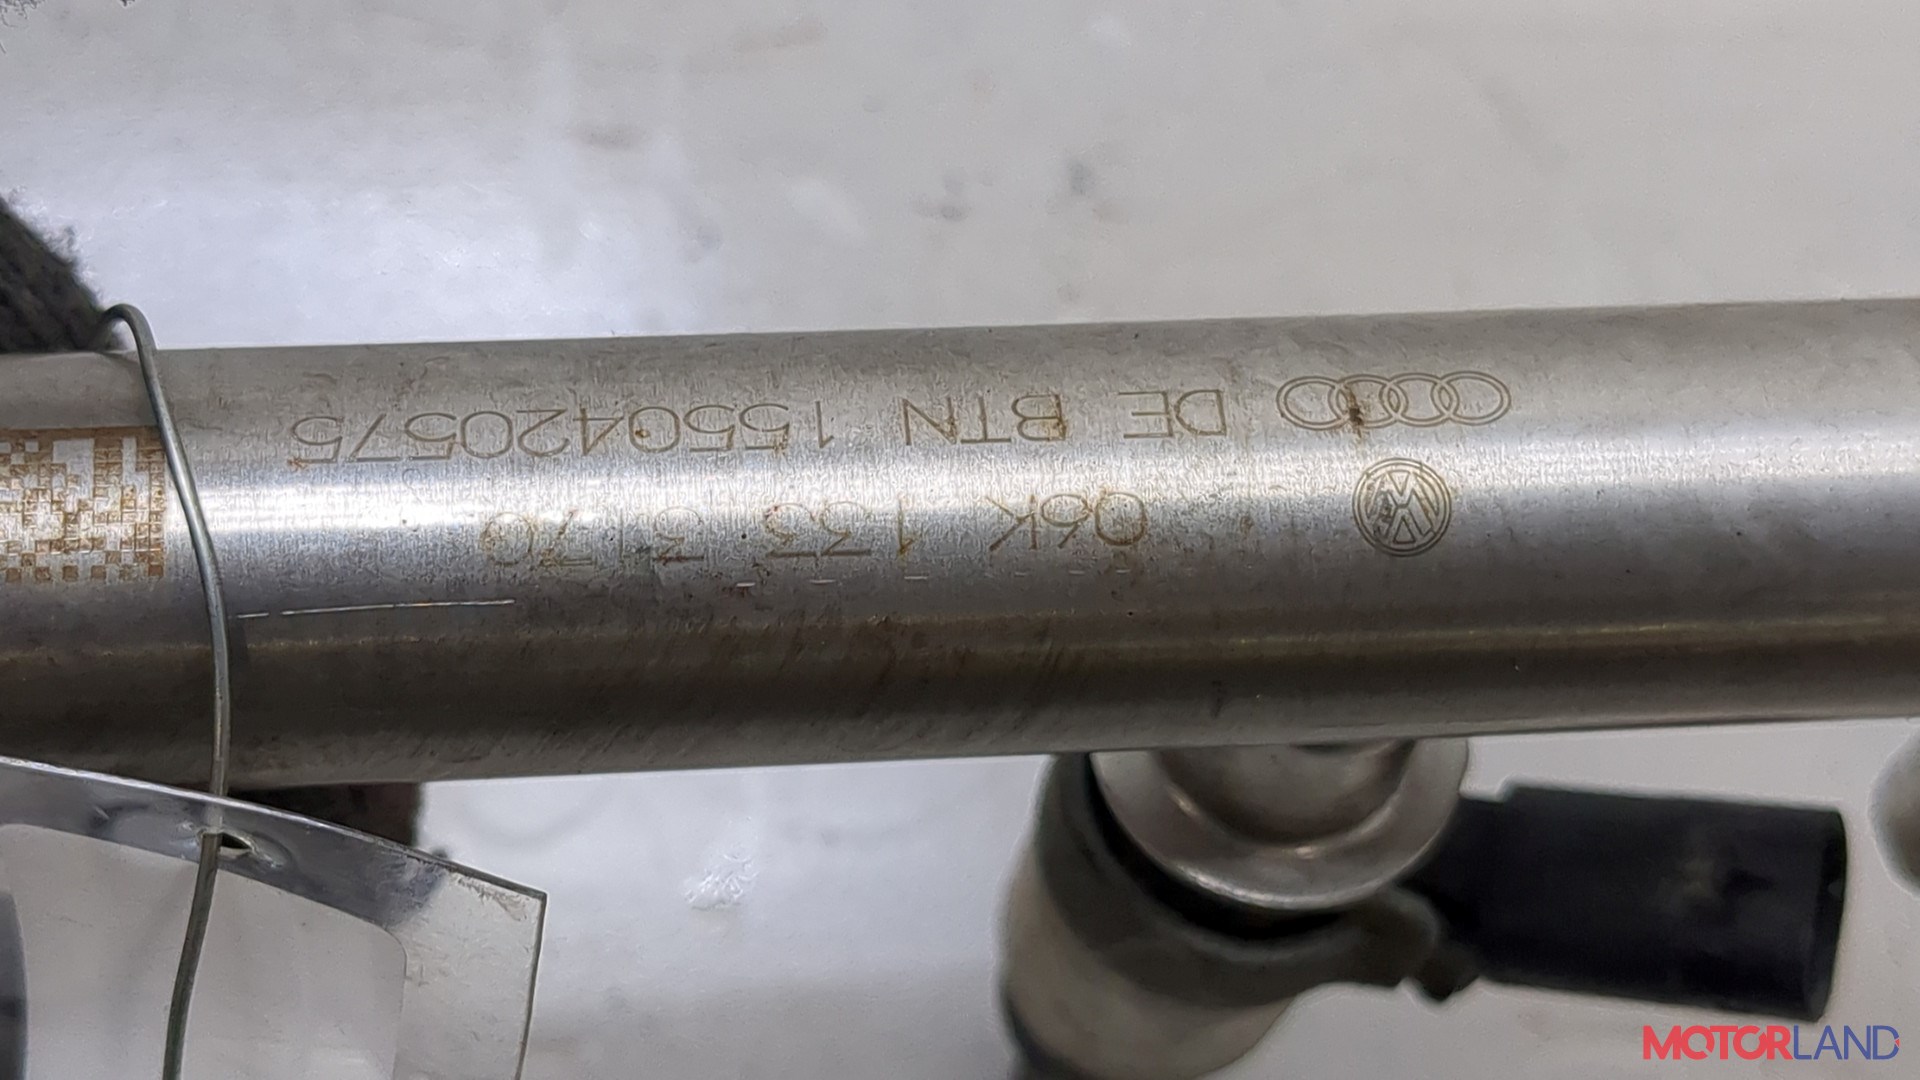 06K 133 317
DE BTN 1550420575
MOTORLAND